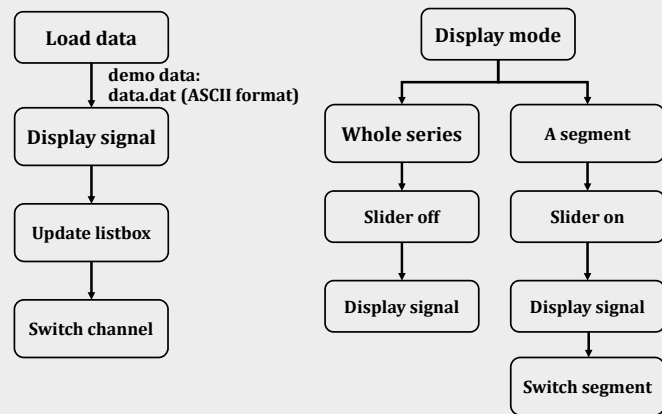 Load data
demo data:
data.dat (ASCII format)
Display signal
Update listbox
Switch channel
Display mode
Whole series
A segment
Slider off
Slider on
Display signal
Display signal
Switch segment